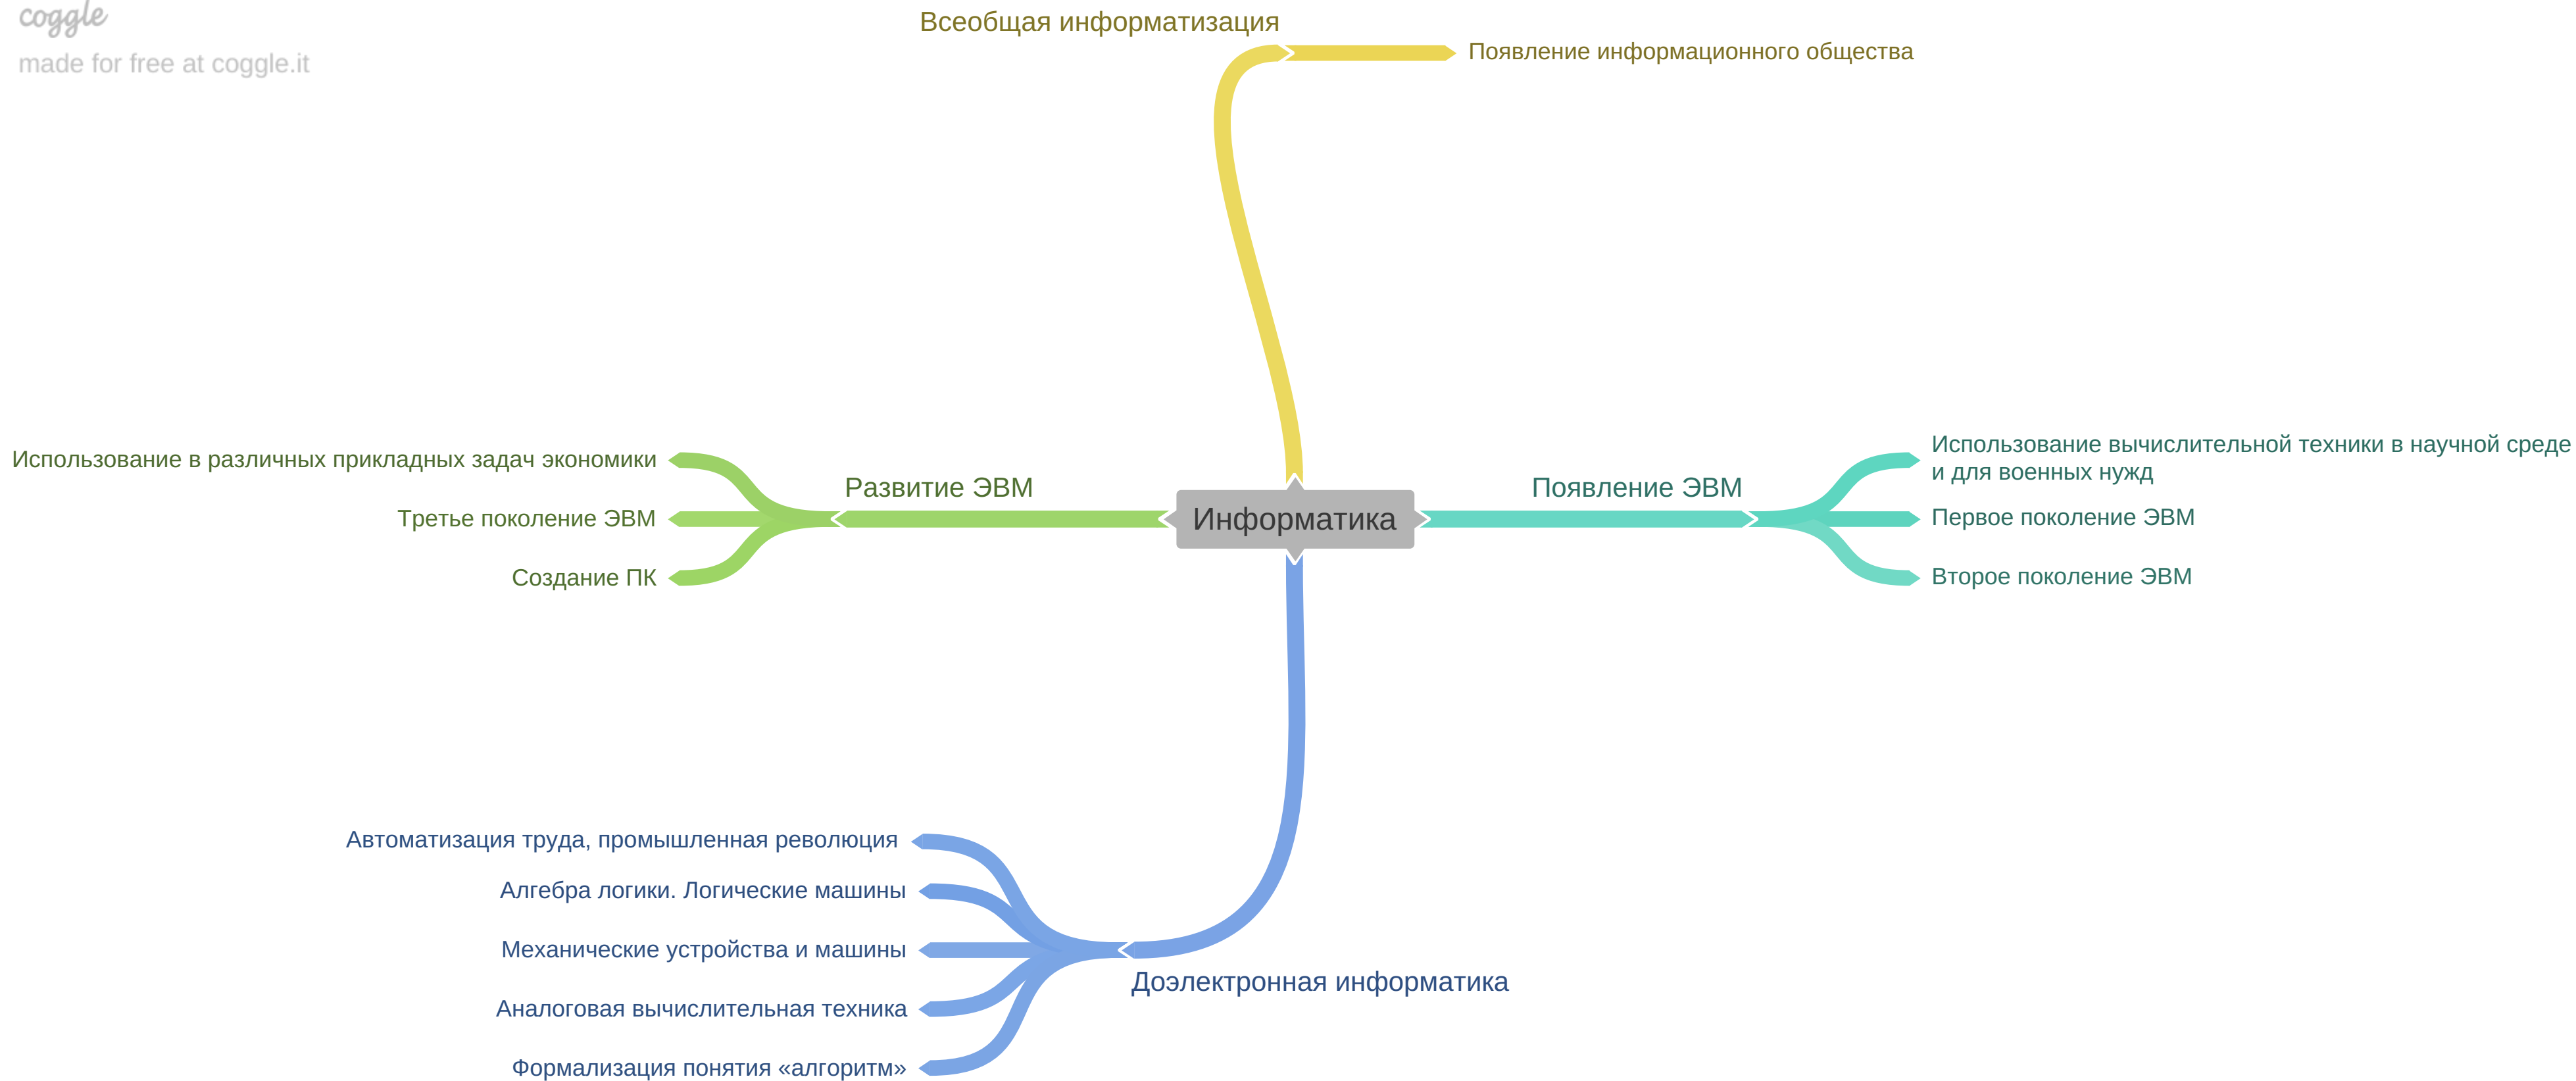 coggle
made for free at coggle.it
Всеобщая информатизация
Появление информационного общества
Использование в различных прикладных задач экономики
Третье поколение ЭВМ
Создание ПК
Развитие ЭВМ
Информатика
Появление ЭВМ
Использование вычислительной техники в научной среде
и для военных нужд
Первое поколение ЭВМ
Второе поколение ЭВМ
Автоматизация труда, промышленная революция
Алгебра логики. Логические машины
Механические устройства и машины
Аналоговая вычислительная техника
Формализация понятия «алгоритм»
Доэлектронная информатика